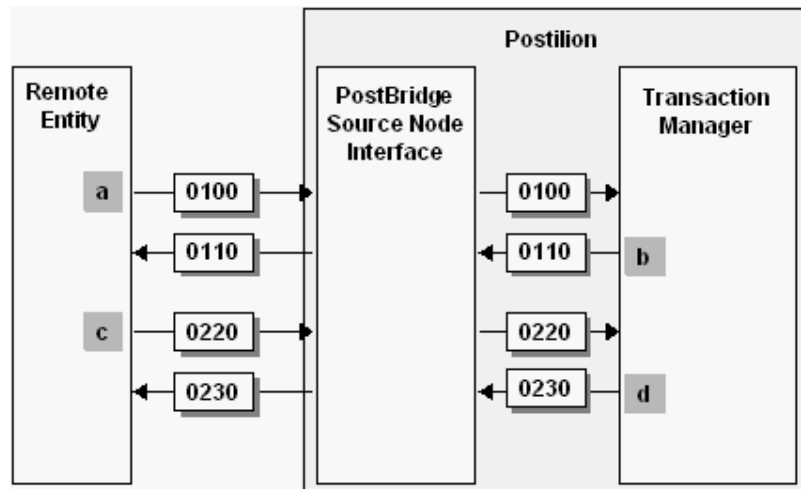 Postilion
Remote
Entity
PostBridge
Source Node
Interface
Transaction
Manager
a
0100
0100
0110
0110
b
c
0220
0220
0230
0230
d